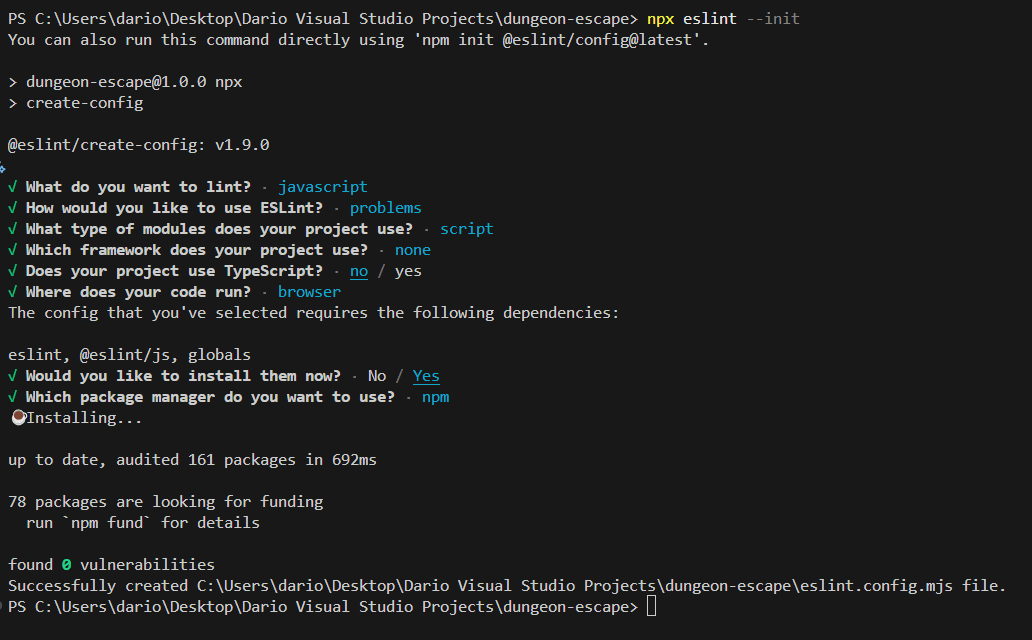 PS C:\Users\dario\Desktop\Dario Visual Studio Projects\dungeon-escape> npx eslint --init
You can also run this command directly using 'npm init @eslint/config@latest'.
> dungeon-escape@1.0.0 npx
> create-config
@eslint/create-config: v1.9.0
√ What do you want to lint? · javascript
√ How would you like to use ESLint? · problems
√ What type of modules does your project use? · script
√ Which framework does your project use? · none
√ Does your project use TypeScript? · no / yes
√ Where does your code run? · browser
The config that you've selected requires the following dependencies:
eslint, @eslint/js, globals
√ Would you like to install them now? · No / Yes
√ Which package manager do you want to use? · npm
☕Installing...
up to date, audited 161 packages in 692ms
78 packages are looking for funding
  run `npm fund` for details
found 0 vulnerabilities
Successfully created C:\Users\dario\Desktop\Dario Visual Studio Projects\dungeon-escape\eslint.config.mjs file.
PS C:\Users\dario\Desktop\Dario Visual Studio Projects\dungeon-escape>